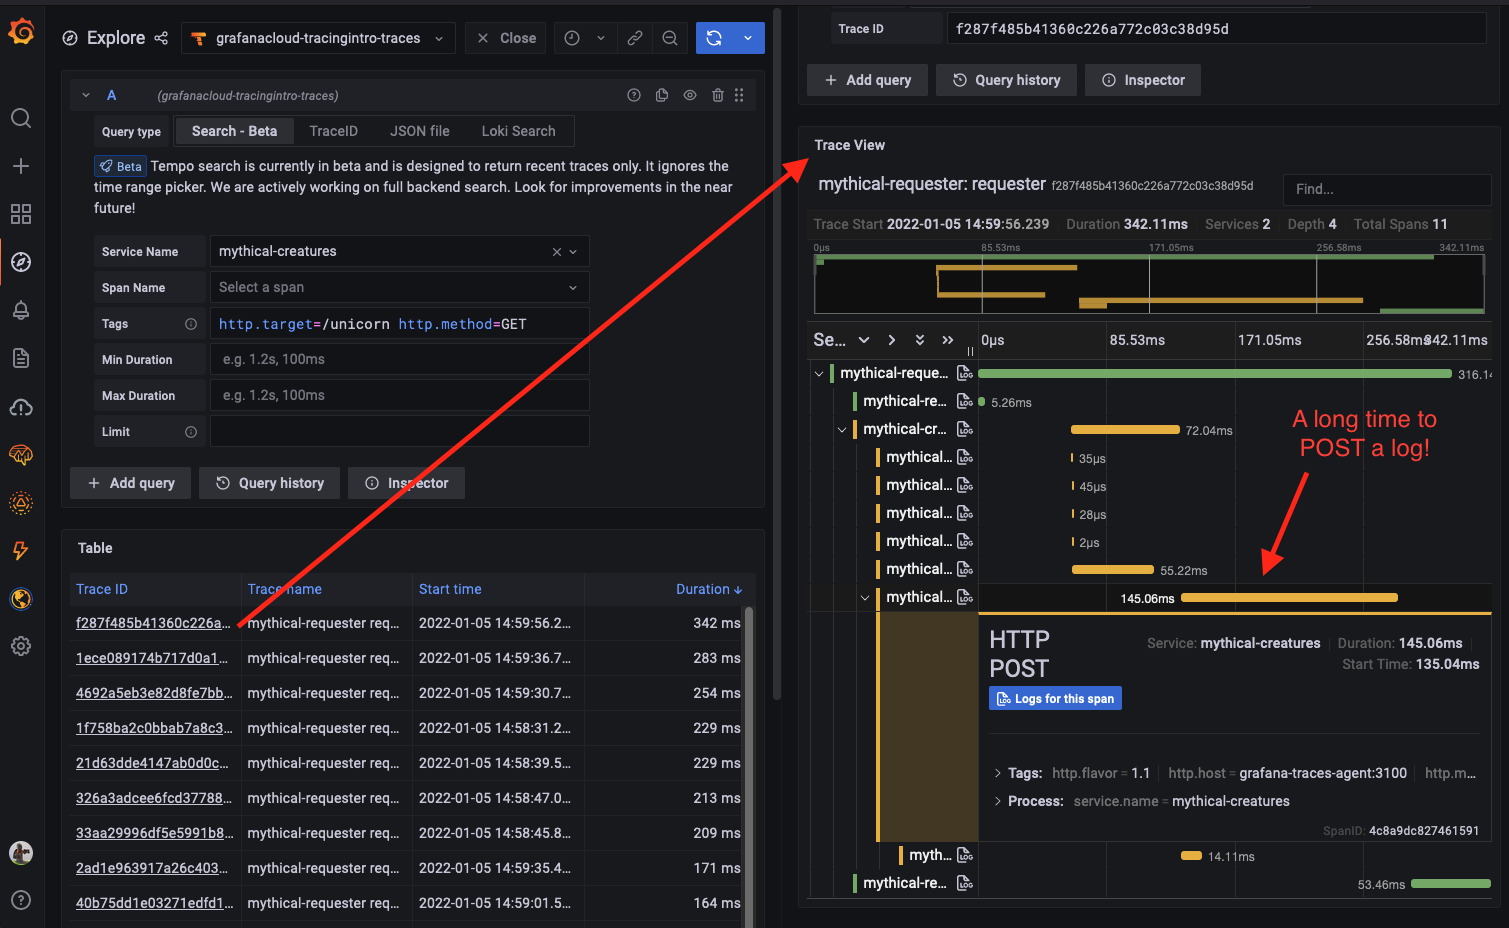 Explore
grafanacloud-tracingintro-traces
Close
A
(grafanacloud-tracingintro-traces)
Query type
Search - Beta
TraceID
JSON file
Loki Search
Beta Tempo search is currently in beta and is designed to return recent traces only. It ignores the
time range picker. We are actively working on full backend search. Look for improvements in the near
future!
Service Name
mythical-creatures
Span Name
Select a span
Tags
http.target=/unicorn http.method=GET
Min Duration
e.g. 1.2s, 100ms
Max Duration
e.g. 1.2s, 100ms
Limit
+ Add query
Query history
Inspector
Table
Trace ID Trace name Start time Duration
f287f485b41360c226a... mythical-requester req... 2022-01-05 14:59:56.2... 342 ms
1ece089174b717d0a1... mythical-requester req... 2022-01-05 14:59:36.7... 283 ms
4692a5eb3e82d8fe7bb... mythical-requester req... 2022-01-05 14:59:30.7... 254 ms
1f758ba2c0bbab7a8c3... mythical-requester req... 2022-01-05 14:58:31.2... 229 ms
21d63dde4147ab0d0c... mythical-requester req... 2022-01-05 14:58:39.5... 229 ms
326a3adcee6fcd37788... mythical-requester req... 2022-01-05 14:58:47.0... 213 ms
33aa29996df5e5991b8... mythical-requester req... 2022-01-05 14:58:45.8... 209 ms
2ad1e963917a26c403... mythical-requester req... 2022-01-05 14:59:35.4... 171 ms
40b75dd1e03271edfd1... mythical-requester req... 2022-01-05 14:59:01.5... 164 ms
Trace ID
f287f485b41360c226a772c03c38d95d
+ Add query
Query history
Inspector
Trace View
mythical-requester: requester f287f485b41360c226a772c03c38d95d
Find...
Trace Start 2022-01-05 14:59:56.239 Duration 342.11ms Services 2 Depth 4 Total Spans 11
0μs 85.53ms 171.05ms 256.58ms 342.11ms
Se... 0μs 85.53ms 171.05ms 256.58ms 342.11ms
mythical-reque... LOG 316.14
mythical-re... LOG 5.26ms
mythical-cr... LOG 72.04ms
mythical... LOG 35μs
mythical... LOG 45μs
mythical... LOG 28μs
mythical... LOG 2μs
mythical... LOG 55.22ms
mythical... LOG 145.06ms
A long time to
POST a log!
HTTP
POST
Service: mythical-creatures
Duration: 145.06ms
Start Time: 135.04ms
Logs for this span
Tags: http.flavor = 1.1 http.host = grafana-traces-agent:3100 http.m...
Process: service.name = mythical-creatures
SpanID: 4c8a9dc827461591
myth... LOG 14.11ms
mythical-re... LOG 53.46ms